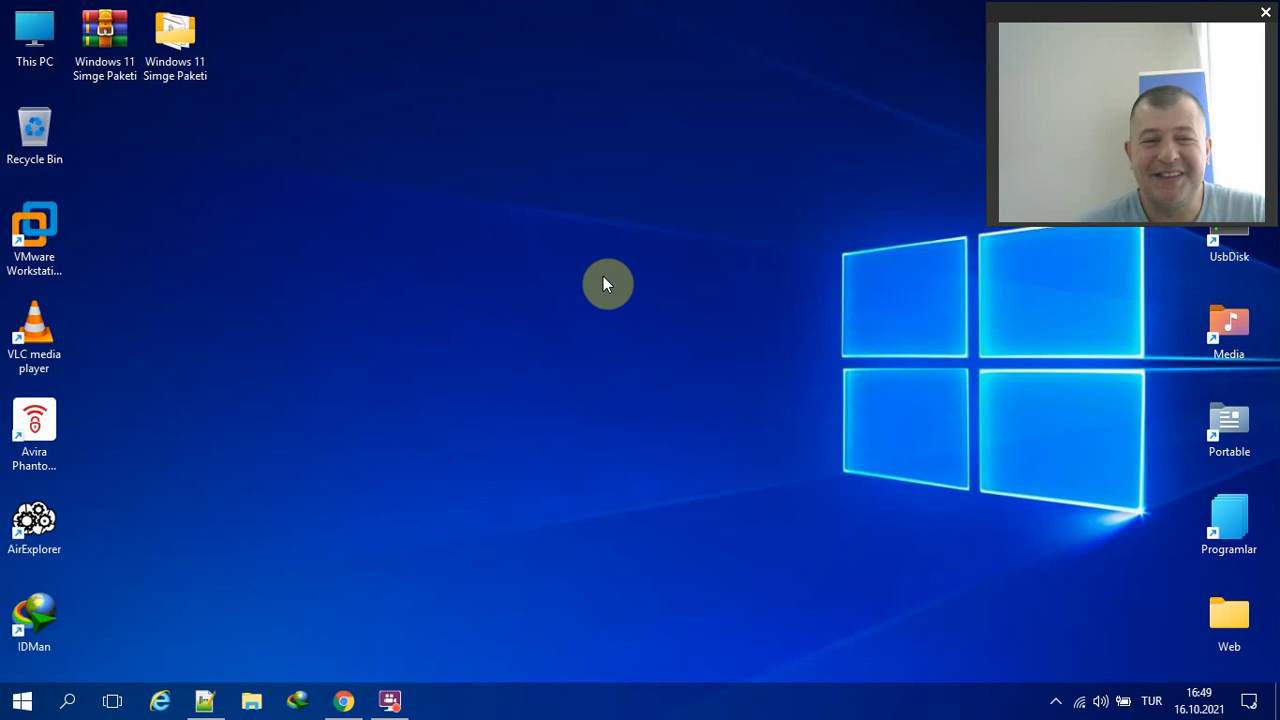 This PC
Windows 11
Simge Paketi
Windows 11
Simge Paketi
Recycle Bin
VMware
Workstati...
VLC media
player
Avira
Phanto...
AirExplorer
IDMan
UsbDisk
Media
Portable
Programlar
Web
TUR
16:49
16.10.2021